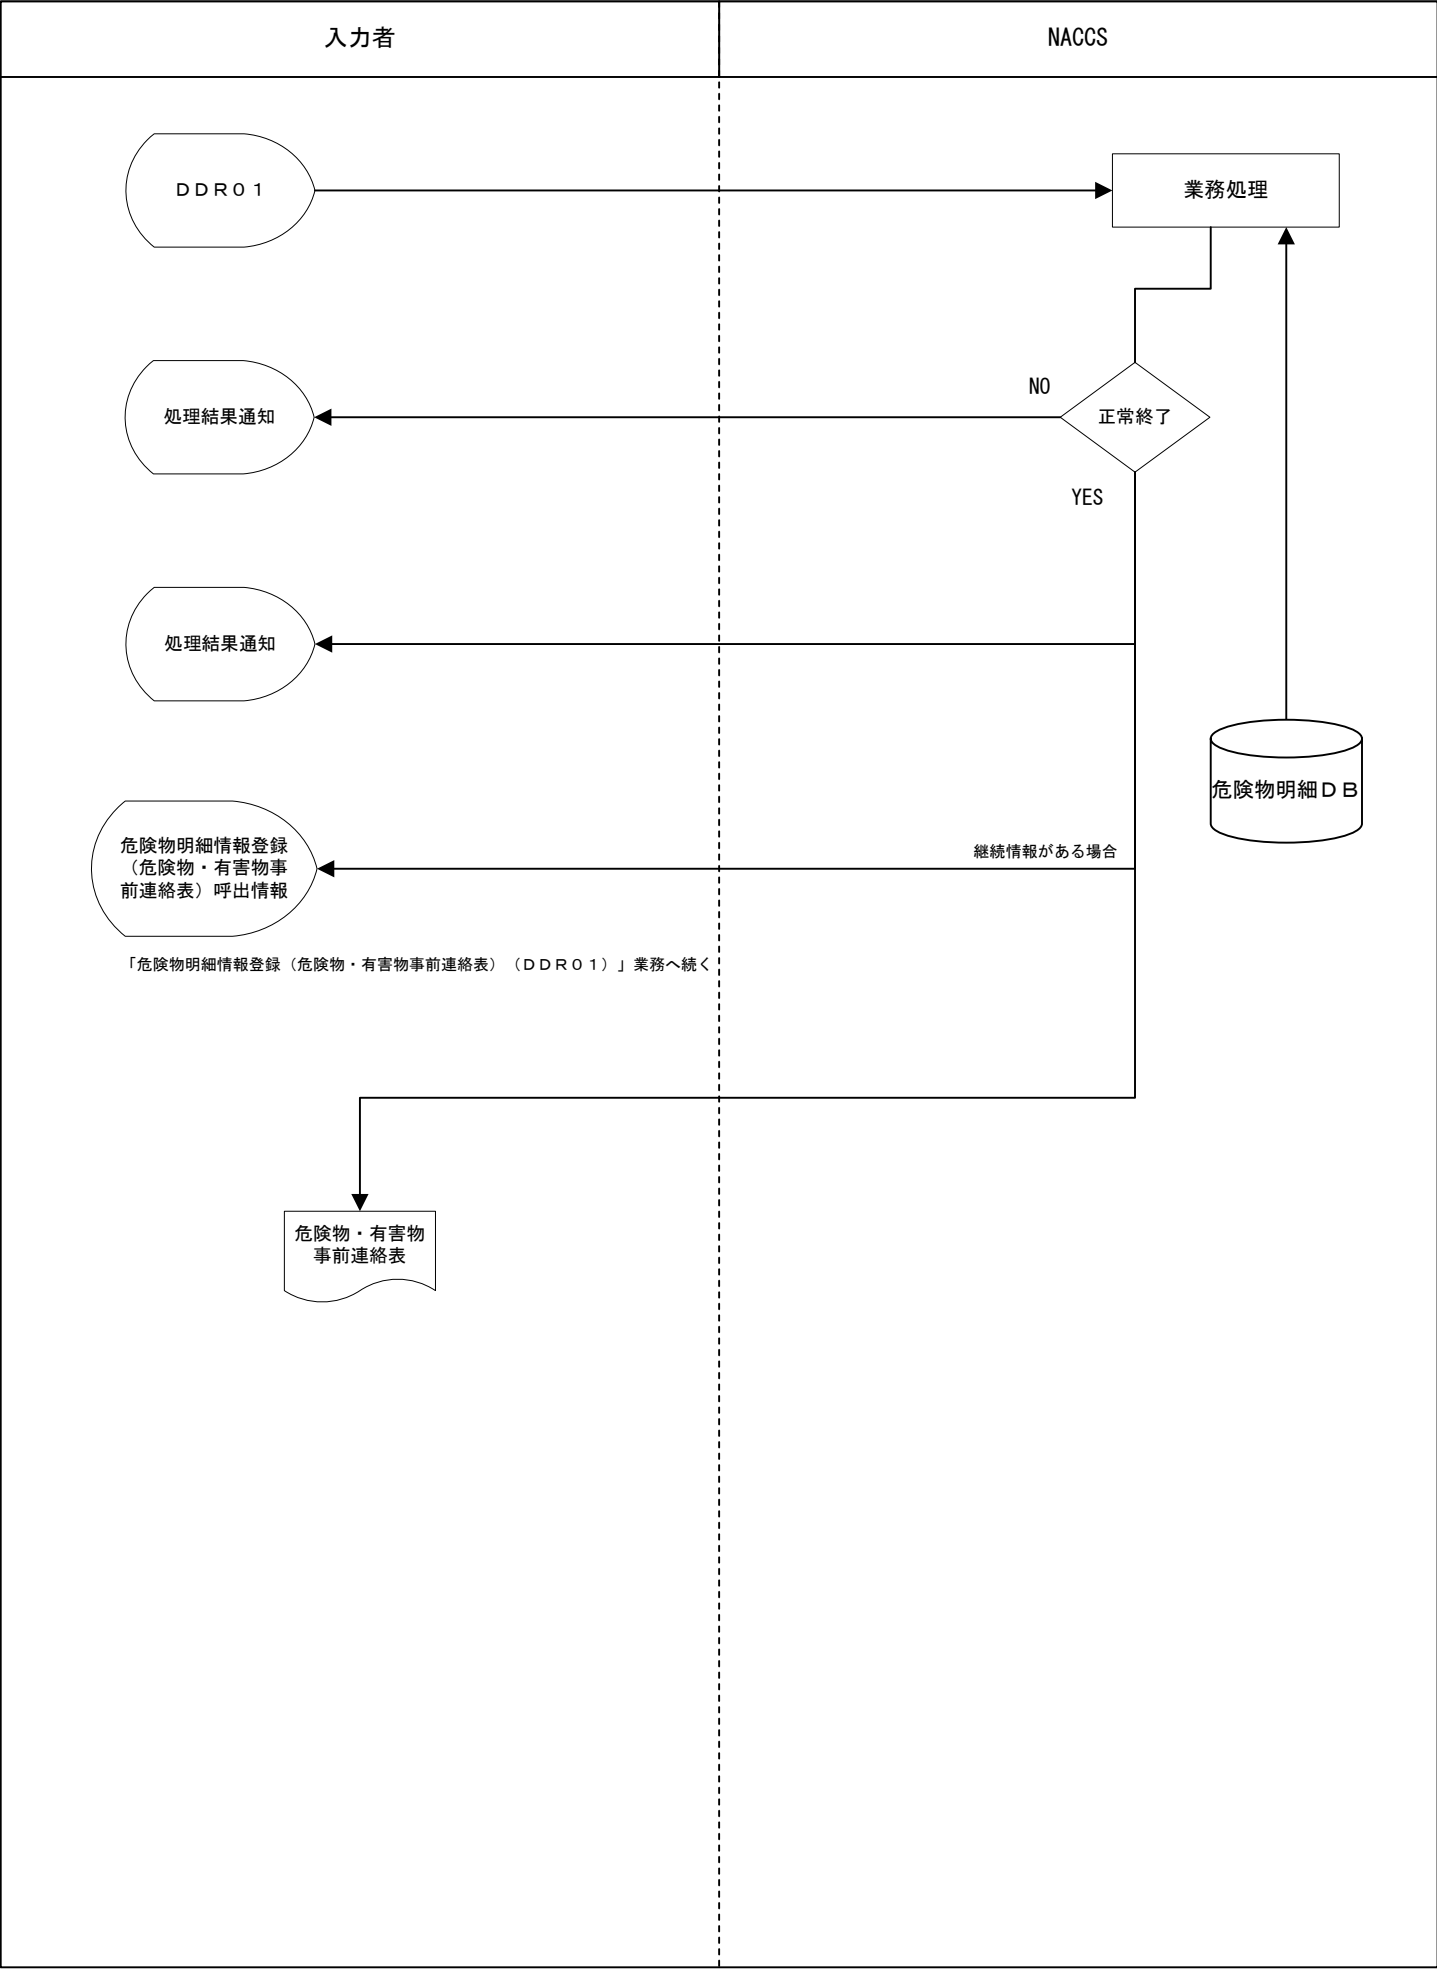 入力者
NACCS
ＤＤＲ０１
業務処理
NO
処理結果通知
正常終了
YES
処理結果通知
危険物明細ＤＢ
危険物明細情報登録
（危険物・有害物事
前連絡表）呼出情報
継続情報がある場合
「危険物明細情報登録（危険物・有害物事前連絡表）（ＤＤＲ０１）」業務へ続く
危険物・有害物
事前連絡表